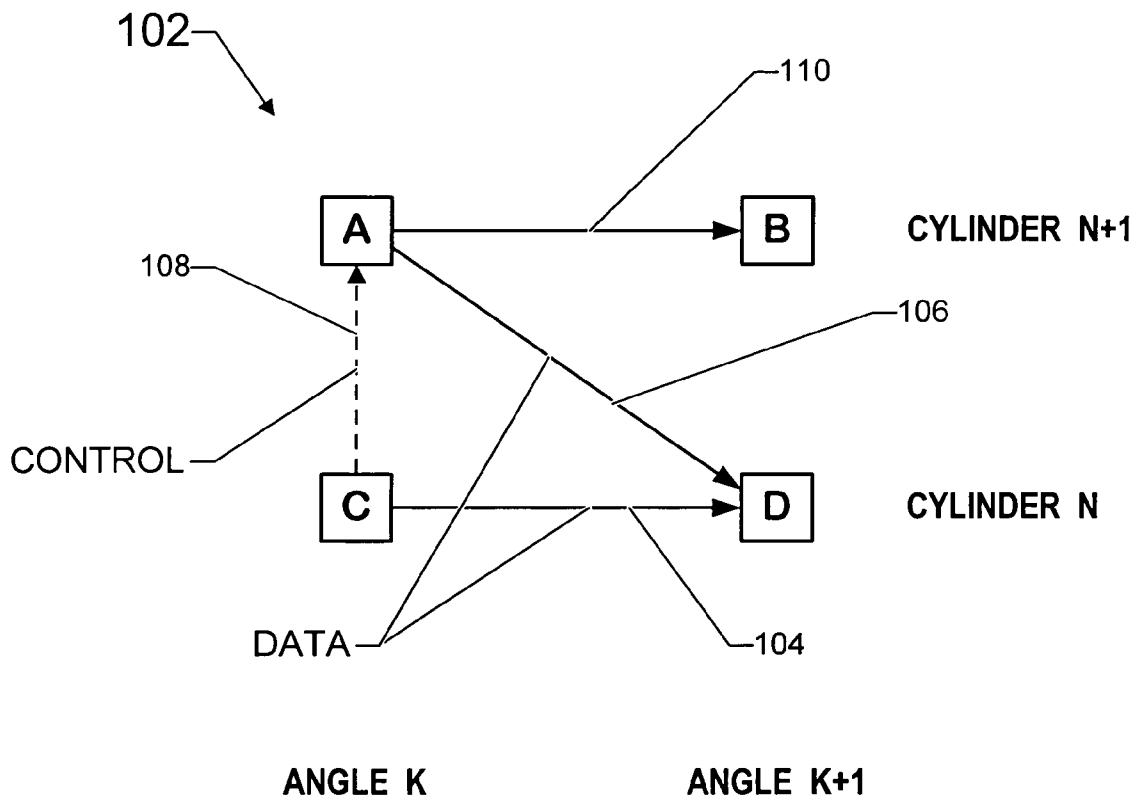 102
110
A
B
CYLINDER N+1
108
106
CONTROL
C
D
CYLINDER N
DATA
104
ANGLE K
ANGLE K+1